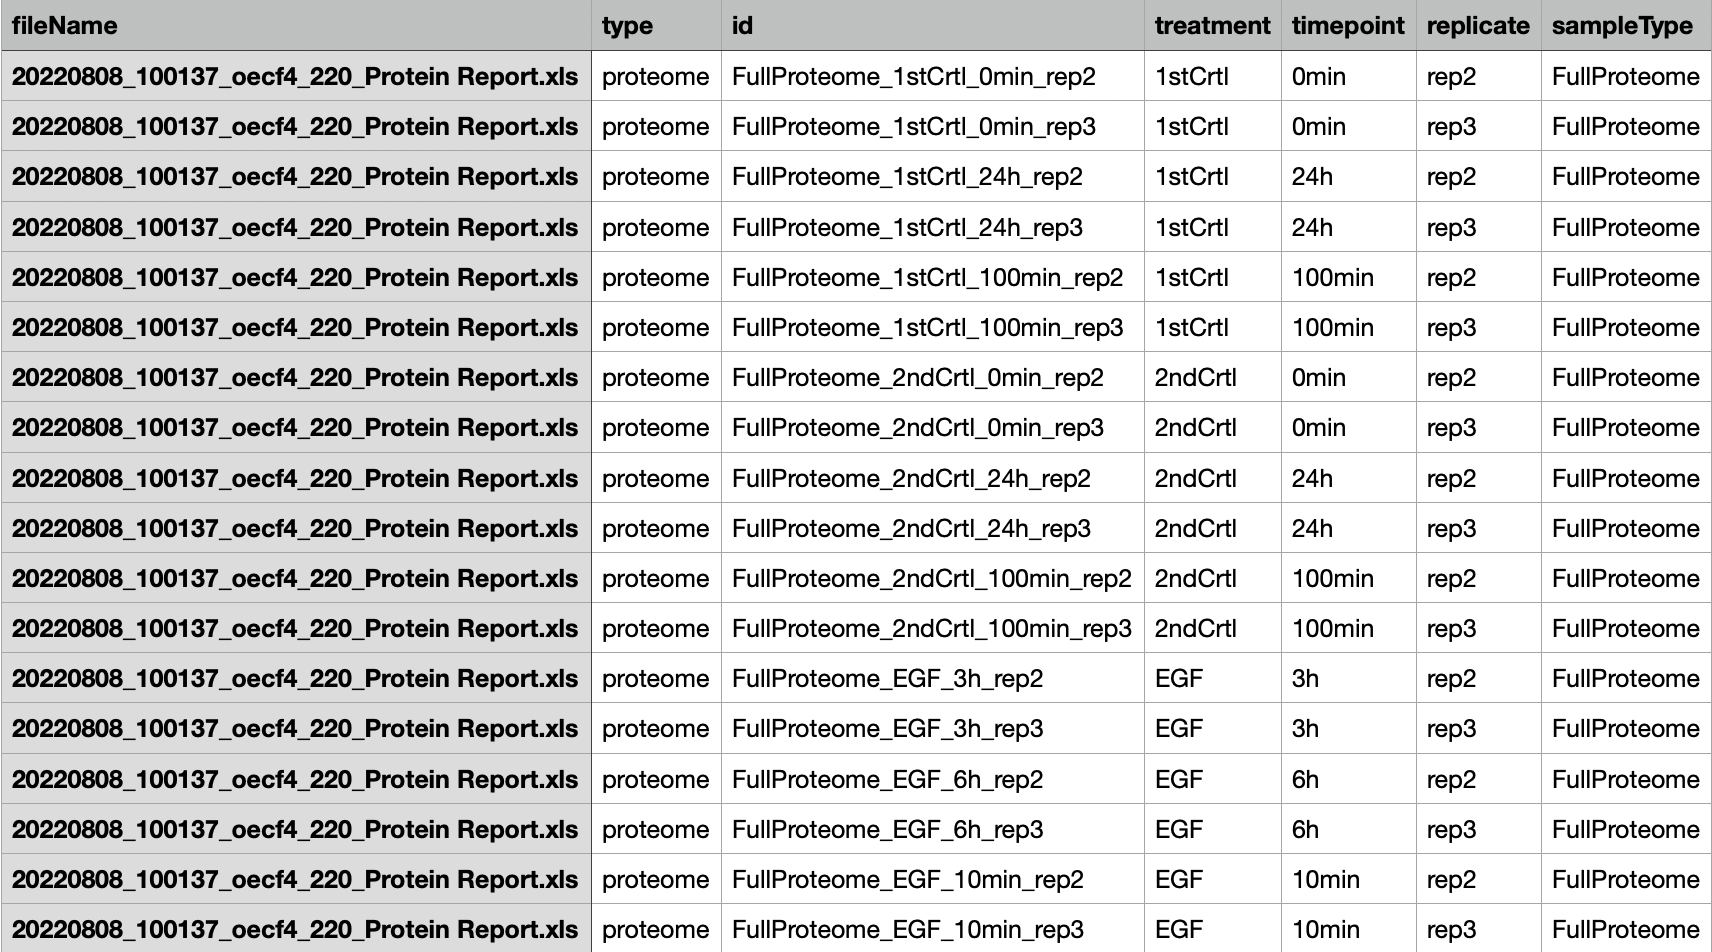 fileName type id treatment timepoint replicate sampleType
20220808_100137_oecf4_220_Protein Report.xls proteome FullProteome_1stCrtl_0min_rep2 1stCrtl 0min rep2 FullProteome
20220808_100137_oecf4_220_Protein Report.xls proteome FullProteome_1stCrtl_0min_rep3 1stCrtl 0min rep3 FullProteome
20220808_100137_oecf4_220_Protein Report.xls proteome FullProteome_1stCrtl_24h_rep2 1stCrtl 24h rep2 FullProteome
20220808_100137_oecf4_220_Protein Report.xls proteome FullProteome_1stCrtl_24h_rep3 1stCrtl 24h rep3 FullProteome
20220808_100137_oecf4_220_Protein Report.xls proteome FullProteome_1stCrtl_100min_rep2 1stCrtl 100min rep2 FullProteome
20220808_100137_oecf4_220_Protein Report.xls proteome FullProteome_1stCrtl_100min_rep3 1stCrtl 100min rep3 FullProteome
20220808_100137_oecf4_220_Protein Report.xls proteome FullProteome_2ndCrtl_0min_rep2 2ndCrtl 0min rep2 FullProteome
20220808_100137_oecf4_220_Protein Report.xls proteome FullProteome_2ndCrtl_0min_rep3 2ndCrtl 0min rep3 FullProteome
20220808_100137_oecf4_220_Protein Report.xls proteome FullProteome_2ndCrtl_24h_rep2 2ndCrtl 24h rep2 FullProteome
20220808_100137_oecf4_220_Protein Report.xls proteome FullProteome_2ndCrtl_24h_rep3 2ndCrtl 24h rep3 FullProteome
20220808_100137_oecf4_220_Protein Report.xls proteome FullProteome_2ndCrtl_100min_rep2 2ndCrtl 100min rep2 FullProteome
20220808_100137_oecf4_220_Protein Report.xls proteome FullProteome_2ndCrtl_100min_rep3 2ndCrtl 100min rep3 FullProteome
20220808_100137_oecf4_220_Protein Report.xls proteome FullProteome_EGF_3h_rep2 EGF 3h rep2 FullProteome
20220808_100137_oecf4_220_Protein Report.xls proteome FullProteome_EGF_3h_rep3 EGF 3h rep3 FullProteome
20220808_100137_oecf4_220_Protein Report.xls proteome FullProteome_EGF_6h_rep2 EGF 6h rep2 FullProteome
20220808_100137_oecf4_220_Protein Report.xls proteome FullProteome_EGF_6h_rep3 EGF 6h rep3 FullProteome
20220808_100137_oecf4_220_Protein Report.xls proteome FullProteome_EGF_10min_rep2 EGF 10min rep2 FullProteome
20220808_100137_oecf4_220_Protein Report.xls proteome FullProteome_EGF_10min_rep3 EGF 10min rep3 FullProteome